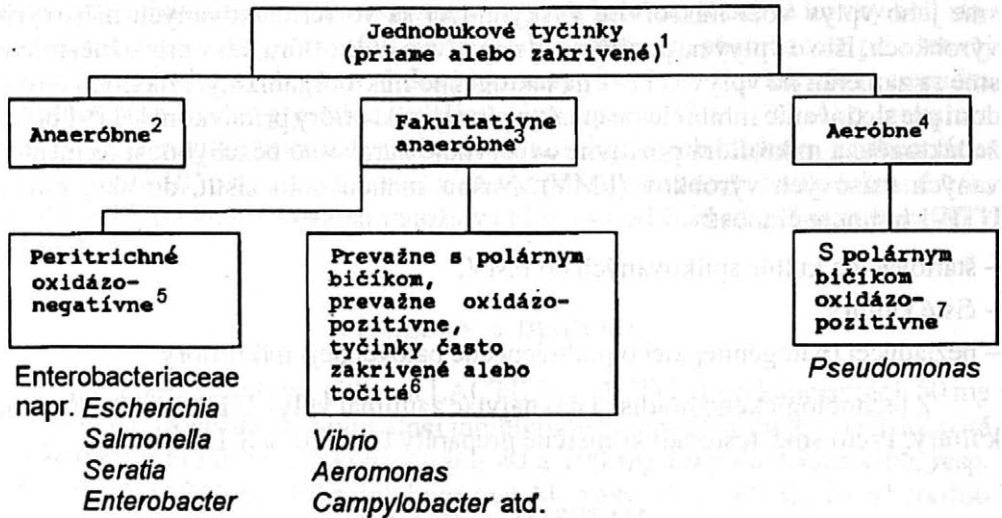 Jednobukové tyčinky
(priame alebo zakrivené)1
Anaeróbne2
Fakultatívne
anaeróbne3
Aeróbne4
Peritrichné
oxidázo-
negatívne5
Prevažne s polárnym
bičíkom,
prevažne oxidázo-
pozitívne,
tyčinky často
zakrivené alebo
točité6
S polárnym
bičíkom
oxidázo-
pozitívne7
Enterobacteriaceae
napr. Escherichia
Salmonella
Seratia
Enterobacter
Vibrio
Aeromonas
Campylobacter atd.
Pseudomonas